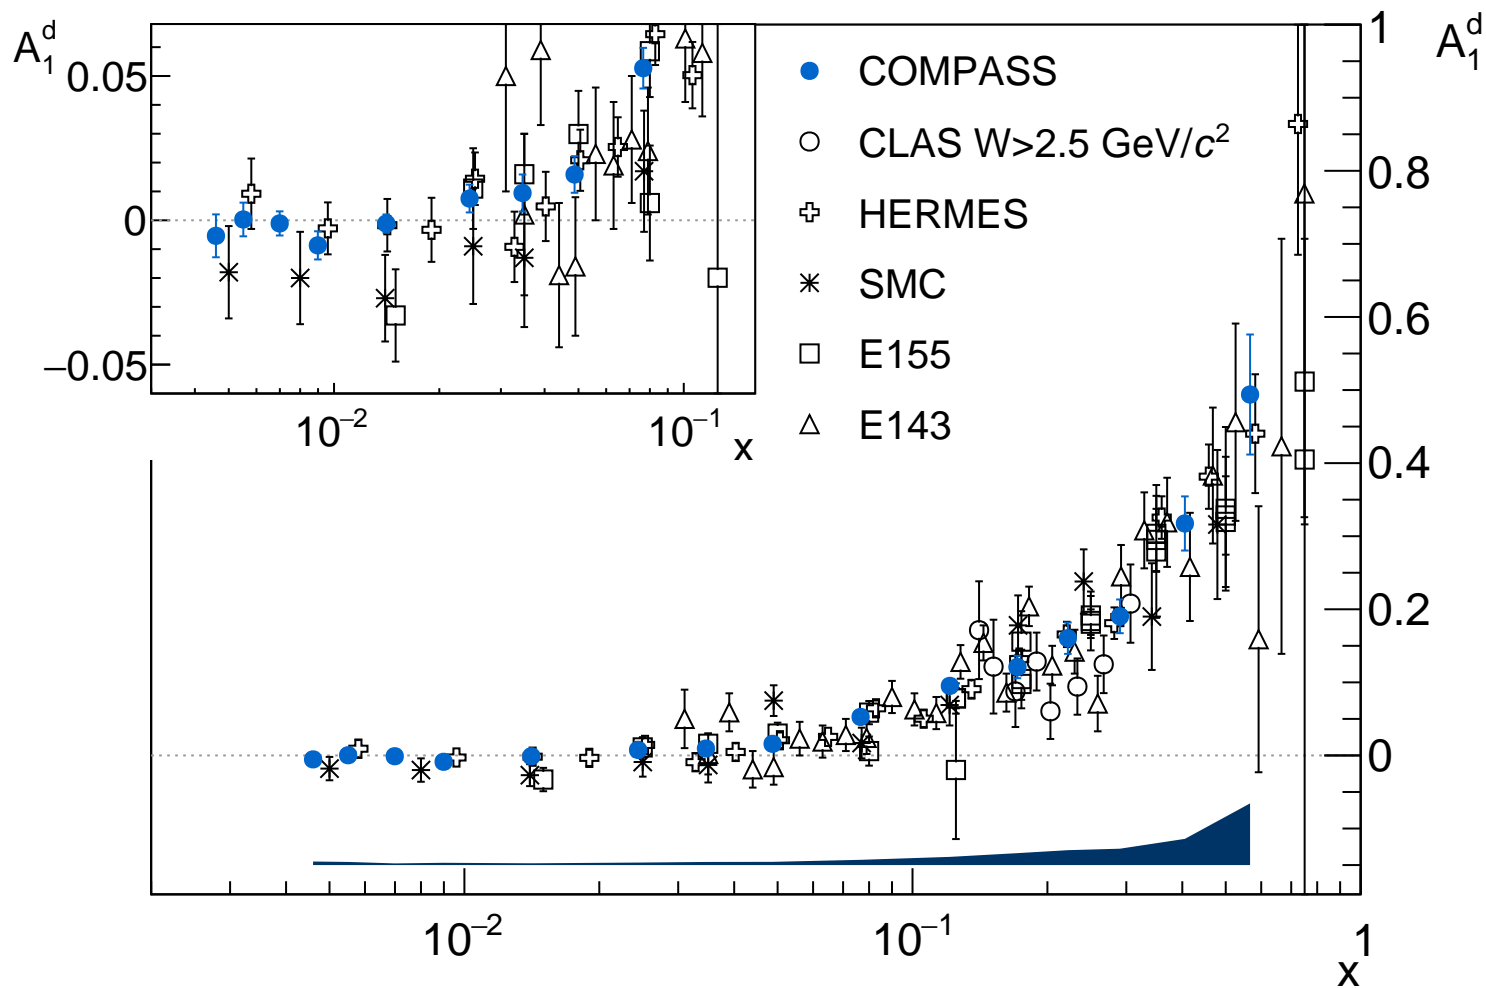 A₁ᵈ
0.05
0
−0.05
10⁻² 10⁻¹
x
COMPASS
CLAS W>2.5 GeV/c²
HERMES
SMC
E155
E143
1 A₁ᵈ
0.8
0.6
0.4
0.2
0
10⁻² 10⁻¹ 1
x